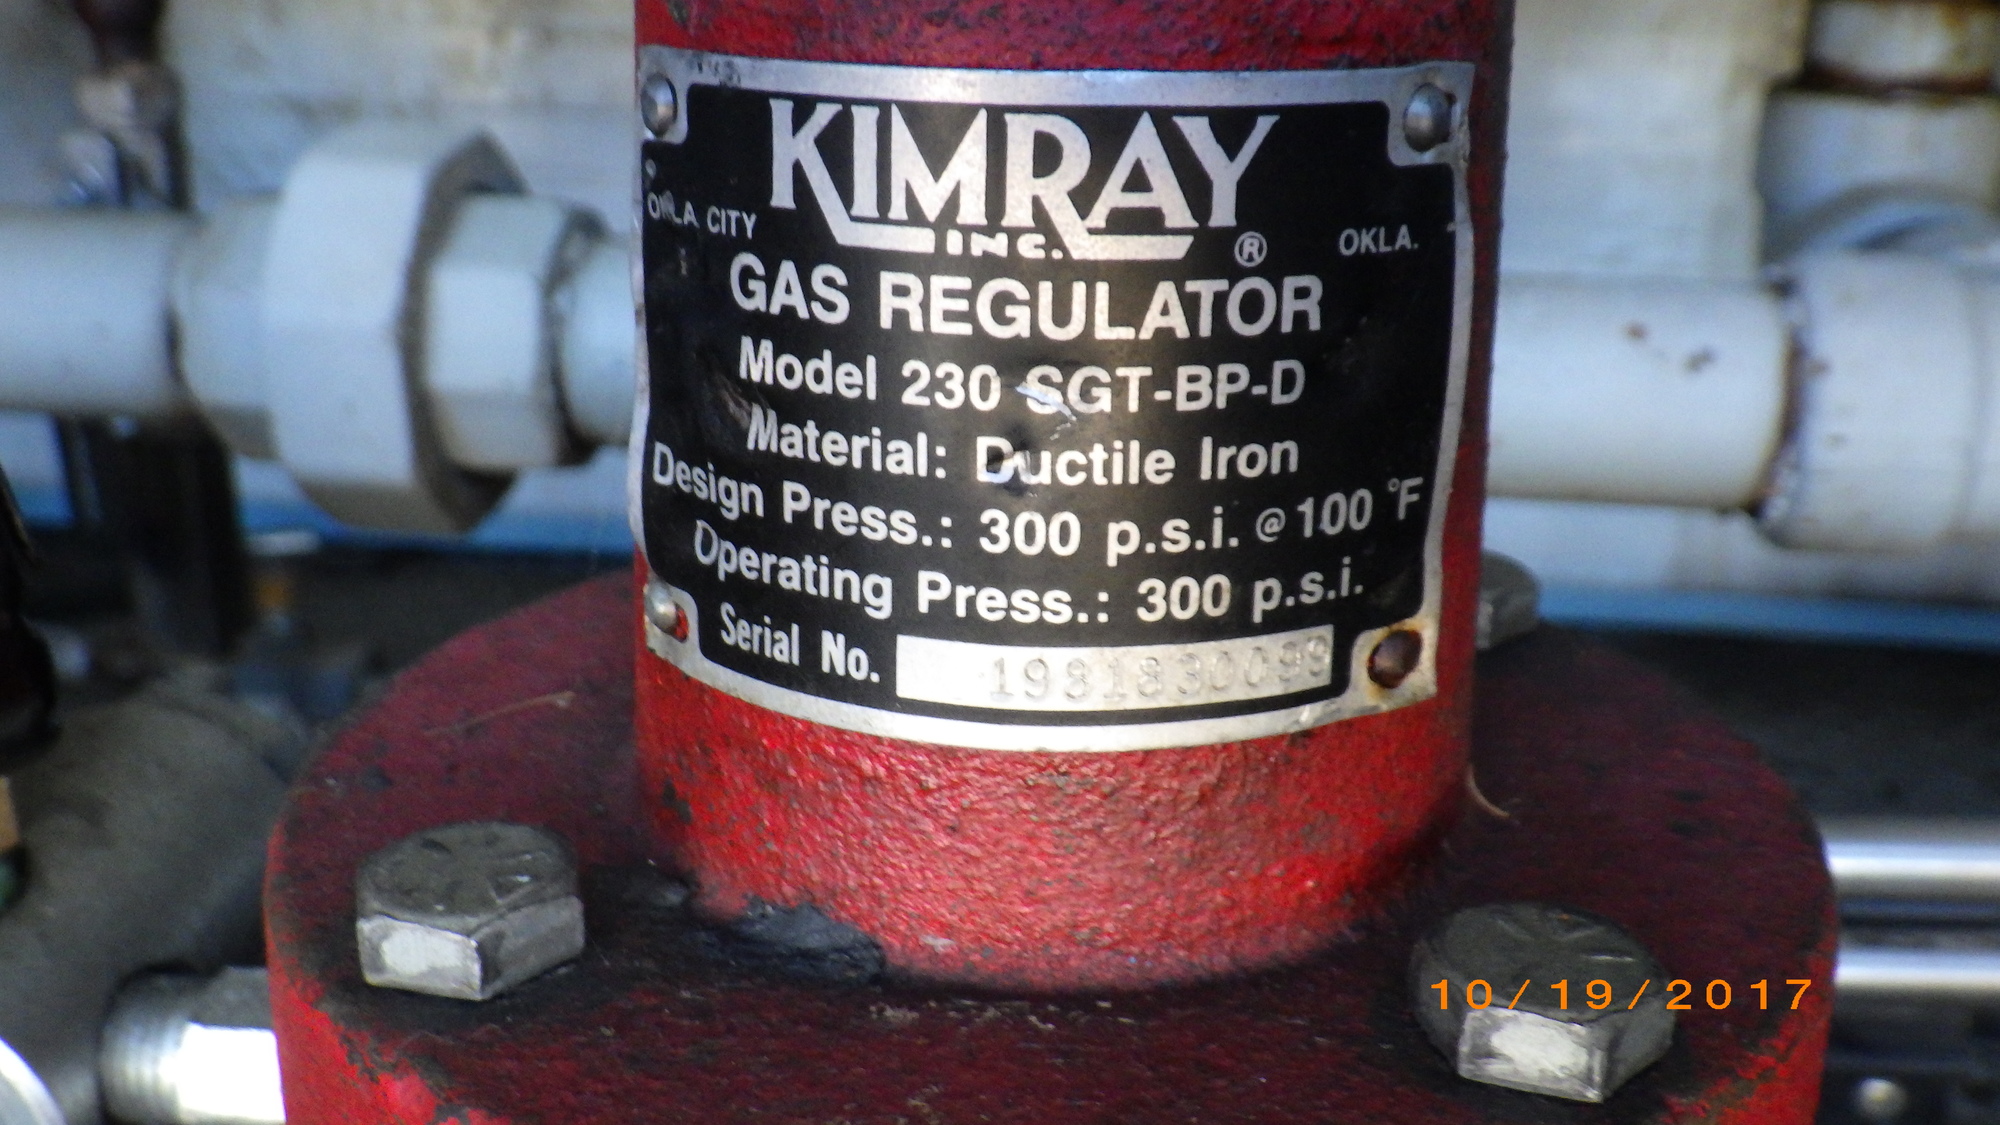 KIMRAY
INC.
®
OKLA CITY
OKLA.
GAS REGULATOR
Model 230 SGT-BP-D
Material: Ductile Iron
Design Press.: 300 p.s.i. @ 100 °F
Operating Press.: 300 p.s.i.
Serial No.
10/19/2017